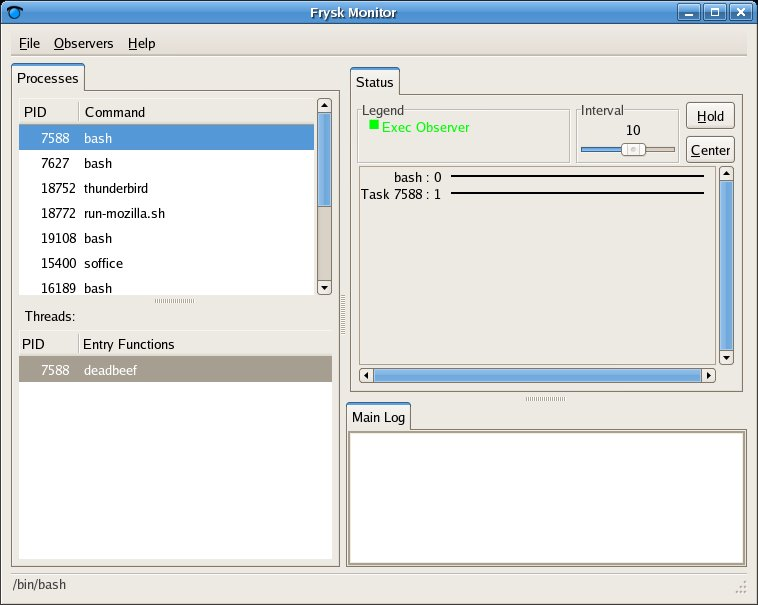 Frysk Monitor
File Observers Help
Processes
PID Command
7588 bash
7627 bash
18752 thunderbird
18772 run-mozilla.sh
19108 bash
15400 soffice
16189 bash
Threads:
PID Entry Functions
7588 deadbeef
Status
Legend
Exec Observer
Interval
10
Hold
Center
bash : 0
Task 7588 : 1
Main Log
/bin/bash